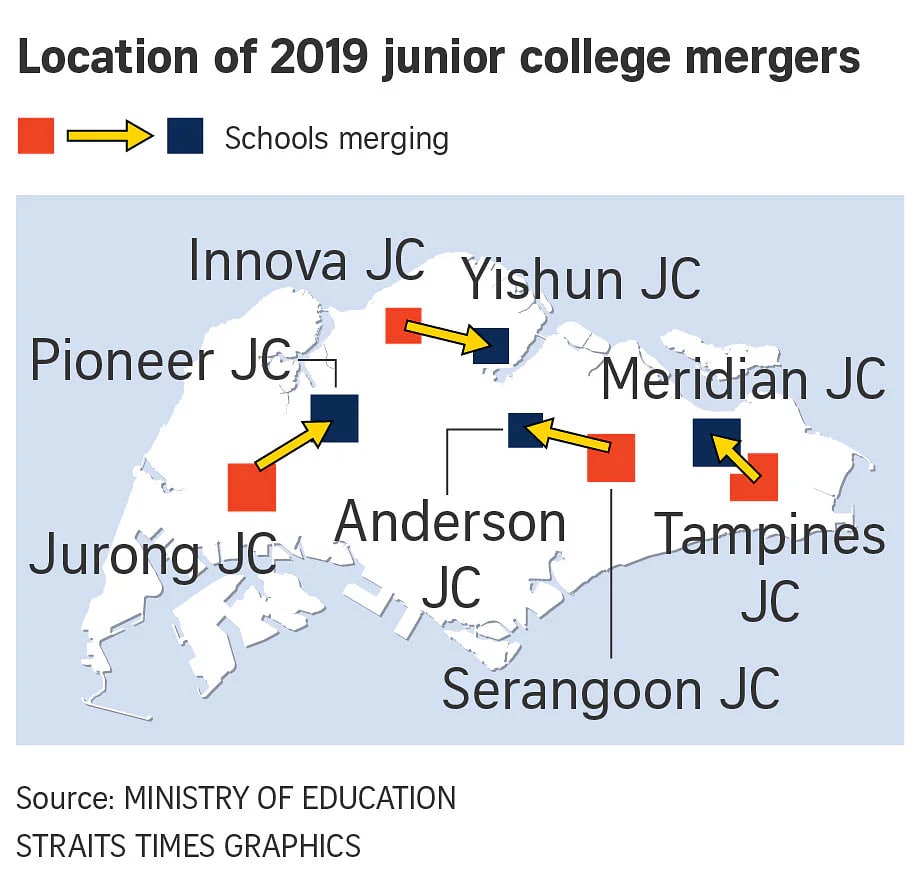 Location of 2019 junior college mergers
Schools merging
Innova JC
Yishun JC
Pioneer JC
Meridian JC
Anderson
JC
Jurong JC
Tampines
JC
Serangoon JC
Source: MINISTRY OF EDUCATION
STRAITS TIMES GRAPHICS